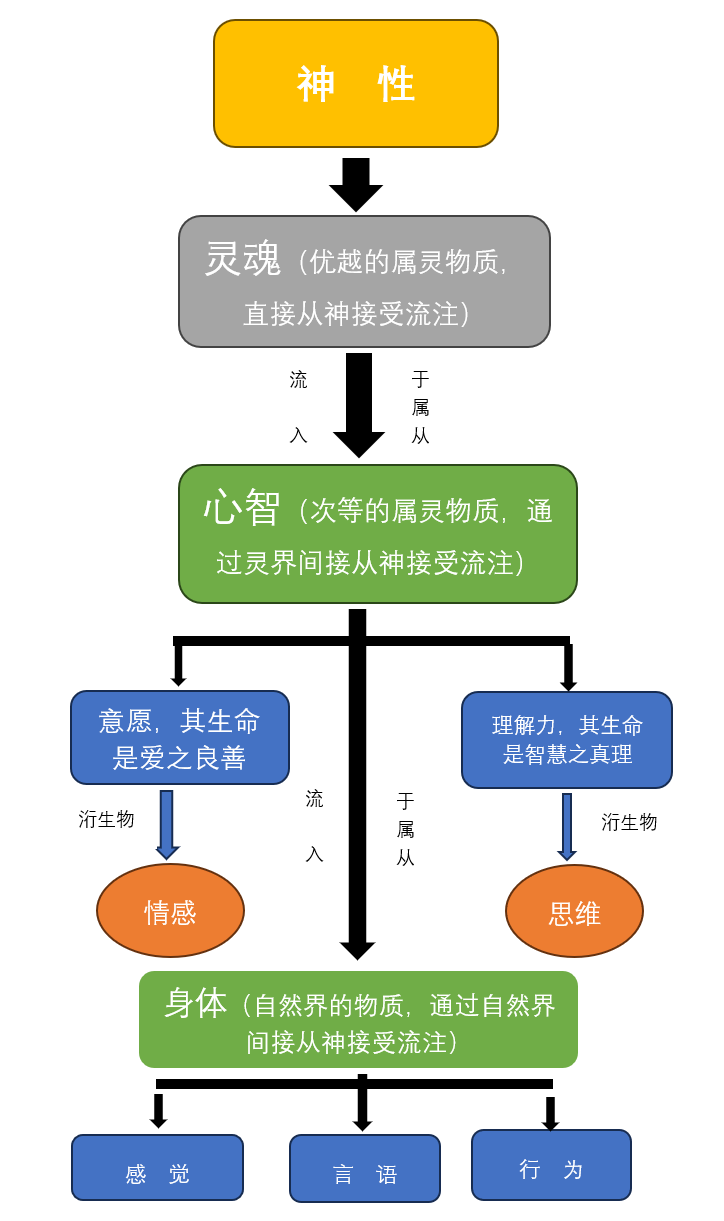 神 性
灵魂（优越的属灵物质，
直接从神接受流注）
流
入
于
属
从
心智（次等的属灵物质，通
过灵界间接从神接受流注）
意愿，其生命
是爱之良善
理解力，其生命
是智慧之真理
流
入
于
属
从
洐生物
洐生物
情感
思维
身体（自然界的物质，通过自然界
间接从神接受流注）
感 觉
言 语
行 为